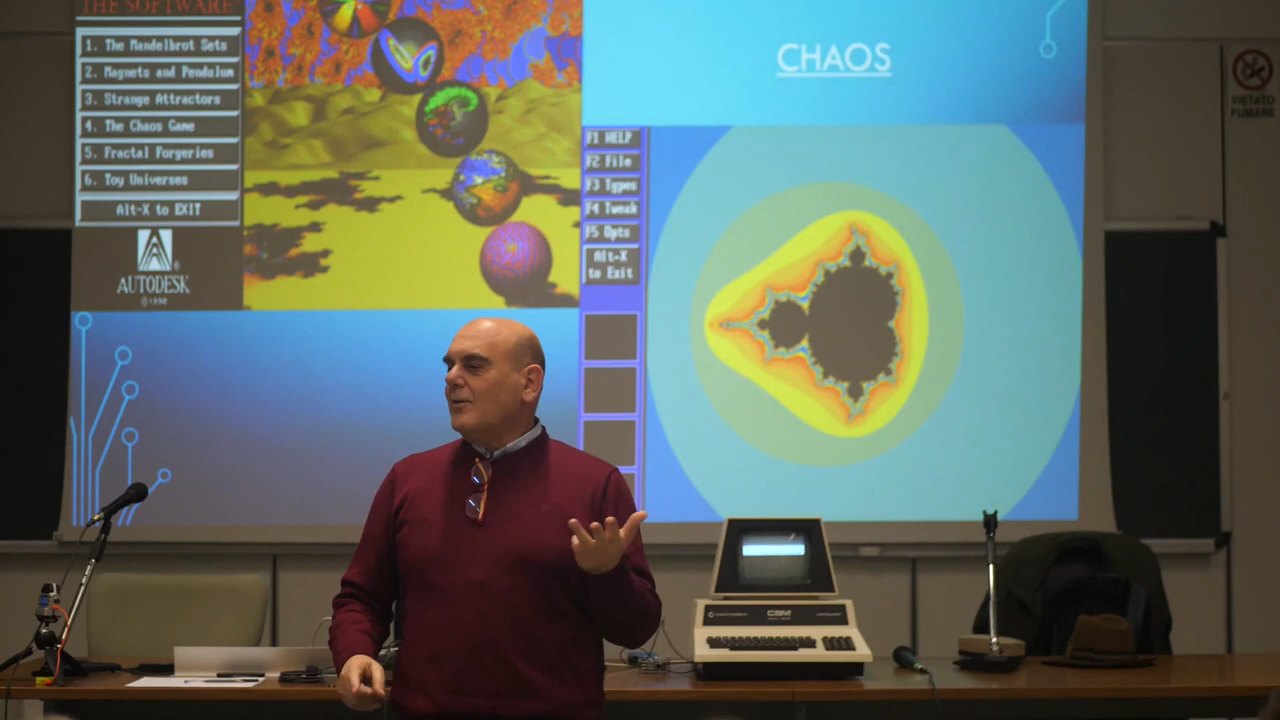 THE SOFTWARE
1. The Mandelbrot Sets
2. Magnets and Pendulum
3. Strange Attractors
4. The Chaos Game
5. Fractal Forgeries
6. Toy Universes
Alt-X to EXIT
AUTODESK
©1990
CHAOS
F1 HELP
F2 File
F3 Types
F4 Tweak
F5 Opts
Alt-X
to Exit
VIETATO
FUMARE
commodore
CBM
computer